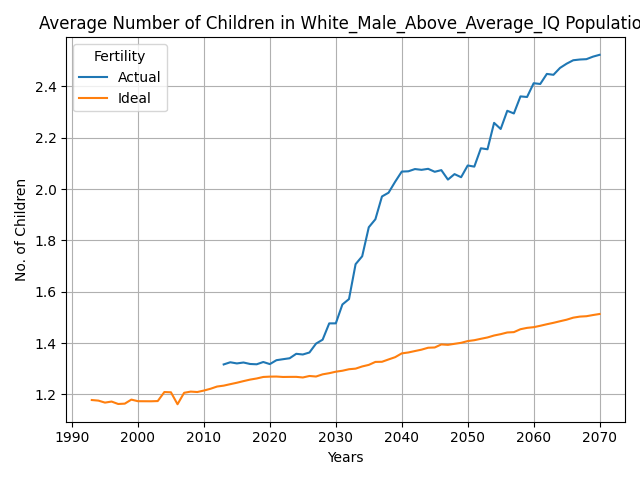 Average Number of Children in White_Male_Above_Average_IQ Populatio
Fertility
Actual
Ideal
No. of Children
2.4
2.2
2.0
1.8
1.6
1.4
1.2
1990 2000 2010 2020 2030 2040 2050 2060 2070
Years